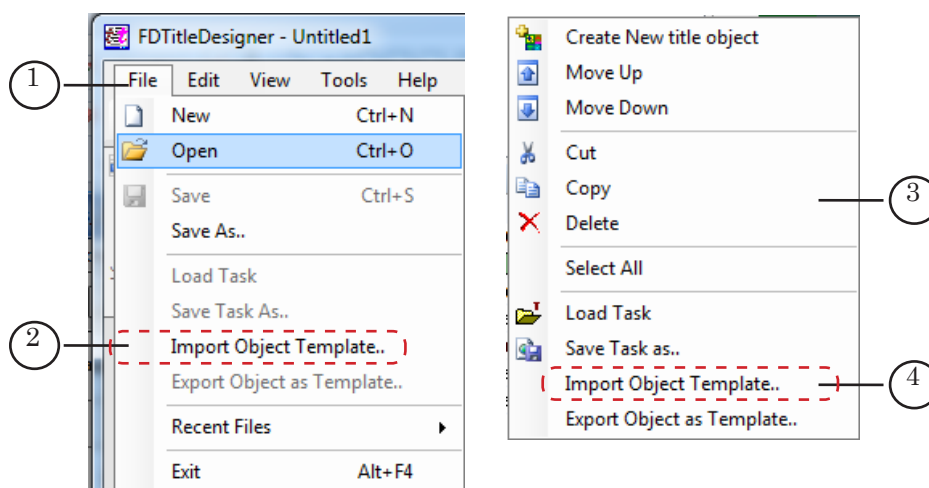 FDTitleDesigner - Untitled1
1
File Edit View Tools Help
New Ctrl+N
Open Ctrl+O
Save Ctrl+S
Save As..
Load Task
Save Task As..
2
Import Object Template..
Export Object as Template..
Recent Files
Exit Alt+F4
Create New title object
Move Up
Move Down
Cut
Copy
3
Delete
Select All
Load Task
Save Task as..
Import Object Template..
4
Export Object as Template..